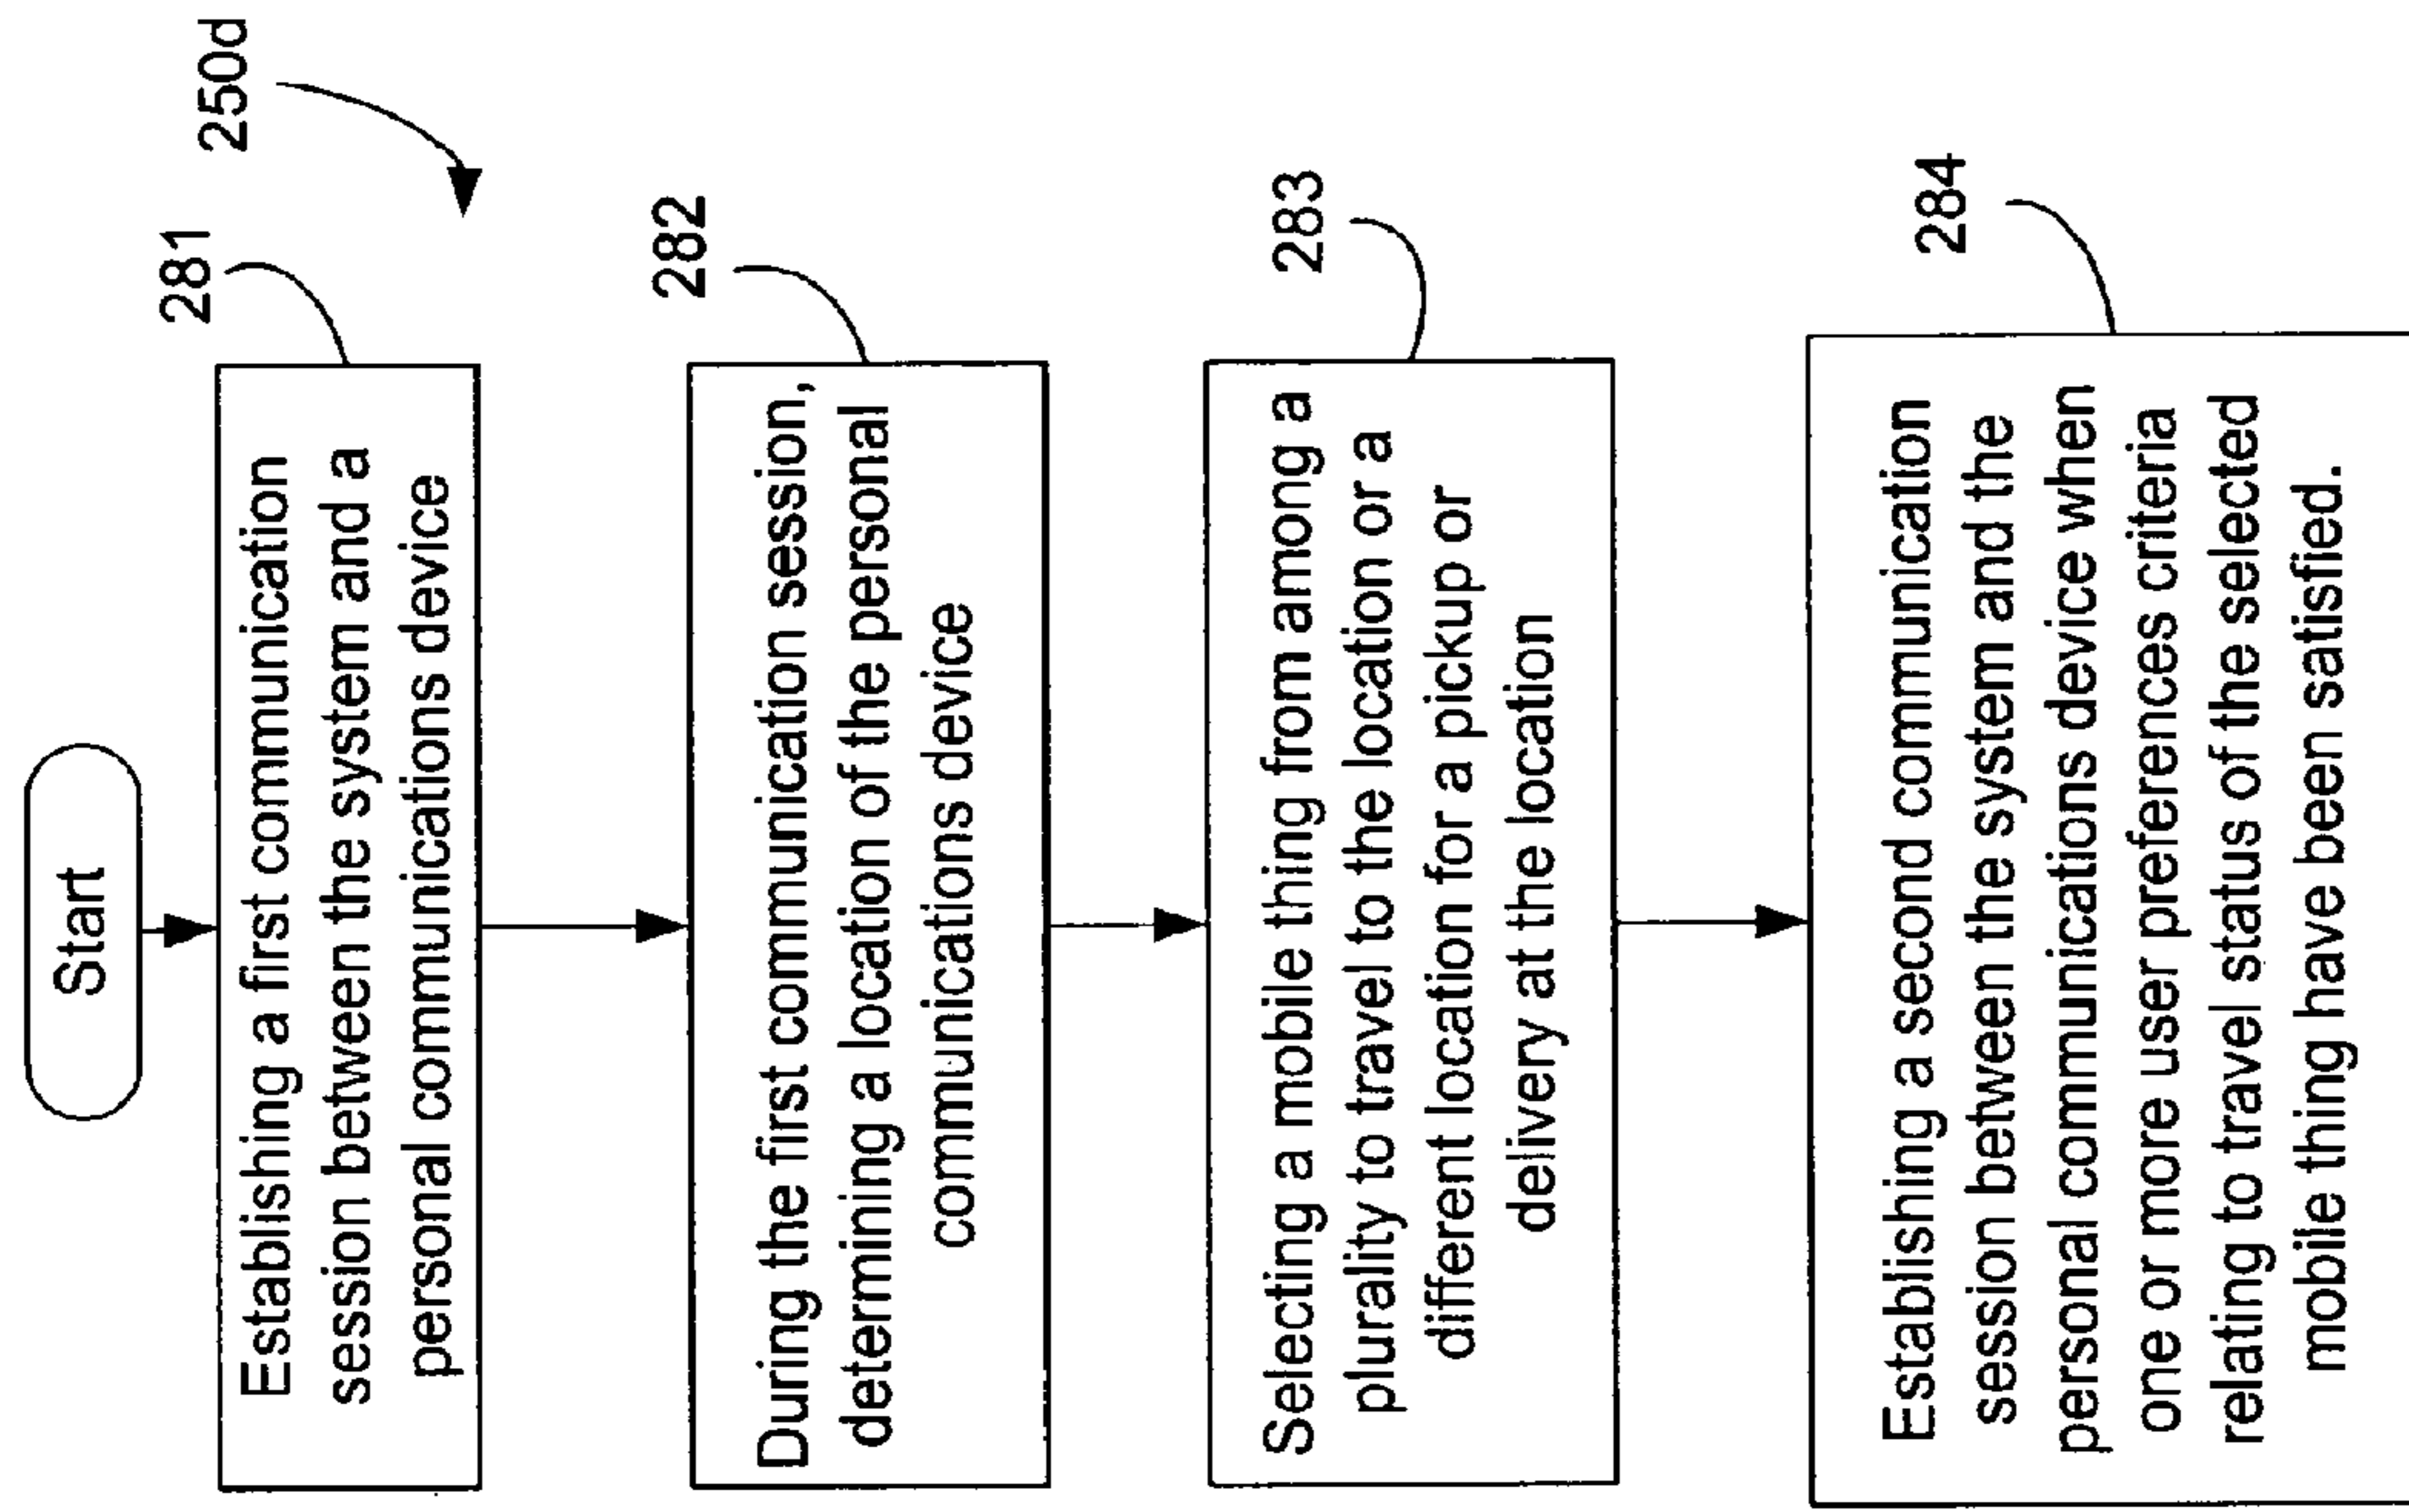 250d
Start
281
Establishing a first communication
session between the system and a
personal communications device
282
During the first communication session,
determining a location of the personal
communications device
283
Selecting a mobile thing from among a
plurality to travel to the location or a
different location for a pickup or
delivery at the location
284
Establishing a second communication
session between the system and the
personal communications device when
one or more user preferences criteria
relating to travel status of the selected
mobile thing have been satisfied.